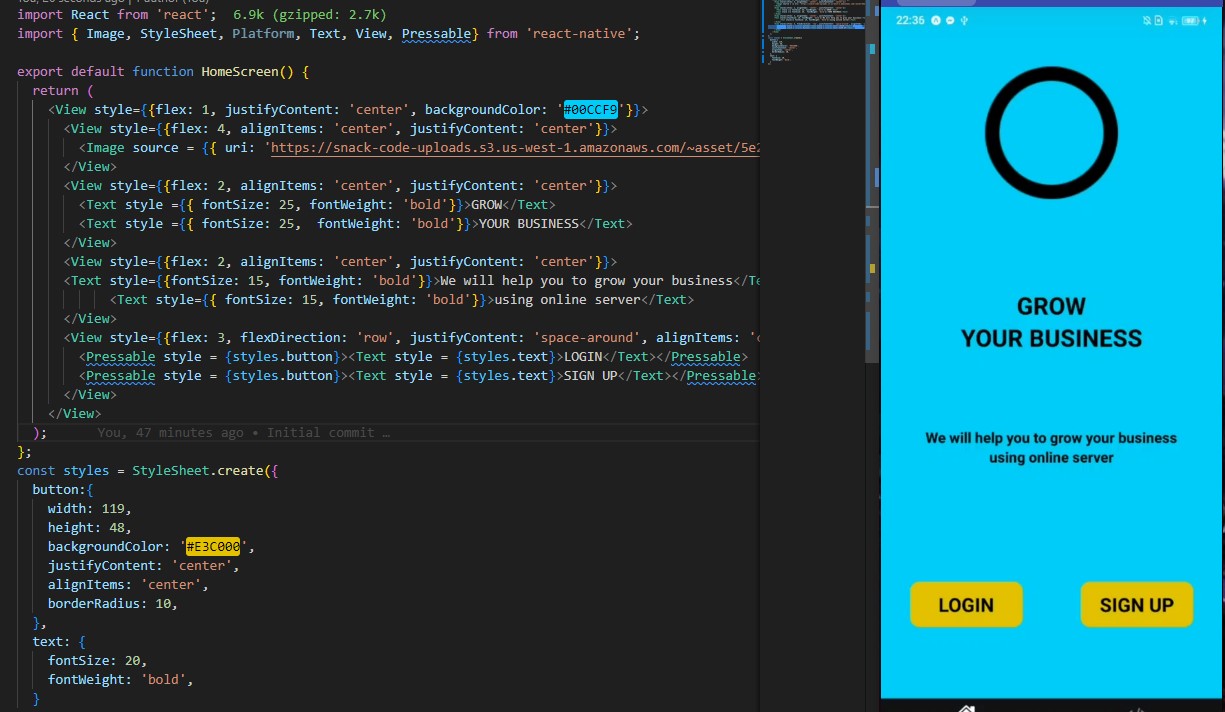 import React from 'react'; 6.9k (gzipped: 2.7k)
import { Image, StyleSheet, Platform, Text, View, Pressable} from 'react-native';
export default function HomeScreen() {
return (
<View style={{flex: 1, justifyContent: 'center', backgroundColor: '#00CCF9'}}>
<View style={{flex: 4, alignItems: 'center', justifyContent: 'center'}}>
<Image source = {{ uri: 'https://snack-code-uploads.s3.us-west-1.amazonaws.com/~asset/5e2
</View>
<View style={{flex: 2, alignItems: 'center', justifyContent: 'center'}}>
<Text style ={{ fontSize: 25, fontWeight: 'bold'}}>GROW</Text>
<Text style ={{ fontSize: 25,  fontWeight: 'bold'}}>YOUR BUSINESS</Text>
</View>
<View style={{flex: 2, alignItems: 'center', justifyContent: 'center'}}>
<Text style={{fontSize: 15, fontWeight: 'bold'}}>We will help you to grow your business</Te
<Text style={{ fontSize: 15, fontWeight: 'bold'}}>using online server</Text>
</View>
<View style={{flex: 3, flexDirection: 'row', justifyContent: 'space-around', alignItems: 'c
<Pressable style = {styles.button}><Text style = {styles.text}>LOGIN</Text></Pressable>
<Pressable style = {styles.button}><Text style = {styles.text}>SIGN UP</Text></Pressable>
</View>
</View>
); You, 47 minutes ago • Initial commit …
};
const styles = StyleSheet.create({
button:{
width: 119,
height: 48,
backgroundColor: '#E3C000',
justifyContent: 'center',
alignItems: 'center',
borderRadius: 10,
},
text: {
fontSize: 20,
fontWeight: 'bold',
}
22:36
GROW
YOUR BUSINESS
We will help you to grow your business
using online server
LOGIN
SIGN UP